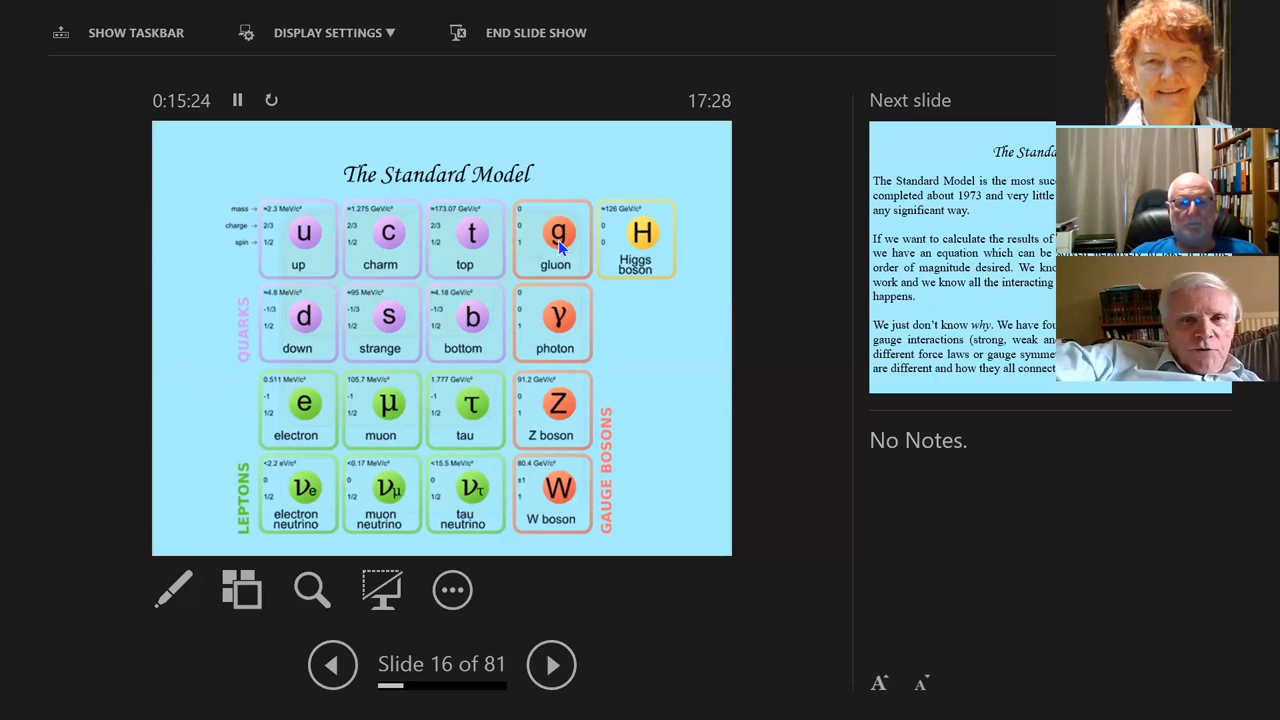 SHOW TASKBAR
DISPLAY SETTINGS ▼
END SLIDE SHOW
0:15:24
17:28
The Standard Model
mass →
charge →
spin →
≈2.3 MeV/c²
2/3
1/2
u
up
≈1.275 GeV/c²
2/3
1/2
c
charm
≈173.07 GeV/c²
2/3
1/2
t
top
0
0
1
g
gluon
≈126 GeV/c²
0
0
H
Higgs
boson
QUARKS
≈4.8 MeV/c²
-1/3
1/2
d
down
≈95 MeV/c²
-1/3
1/2
s
strange
≈4.18 GeV/c²
-1/3
1/2
b
bottom
0
0
1
γ
photon
0.511 MeV/c²
-1
1/2
e
electron
105.7 MeV/c²
-1
1/2
μ
muon
1.777 GeV/c²
-1
1/2
τ
tau
91.2 GeV/c²
0
1
Z
Z boson
LEPTONS
<2.2 eV/c²
0
1/2
νe
electron
neutrino
<0.17 MeV/c²
0
1/2
νμ
muon
neutrino
<15.5 MeV/c²
0
1/2
ντ
tau
neutrino
80.4 GeV/c²
±1
1
W
W boson
GAUGE BOSONS
Slide 16 of 81
Next slide
The Standa
The Standard Model is the most suc
completed about 1973 and very little
any significant way.
If we want to calculate the results of
we have an equation which can be
order of magnitude desired. We kno
work and we know all the interacting
happens.
We just don't know why. We have fou
gauge interactions (strong, weak an
different force laws or gauge symme
are different and how they all connect
No Notes.
A A